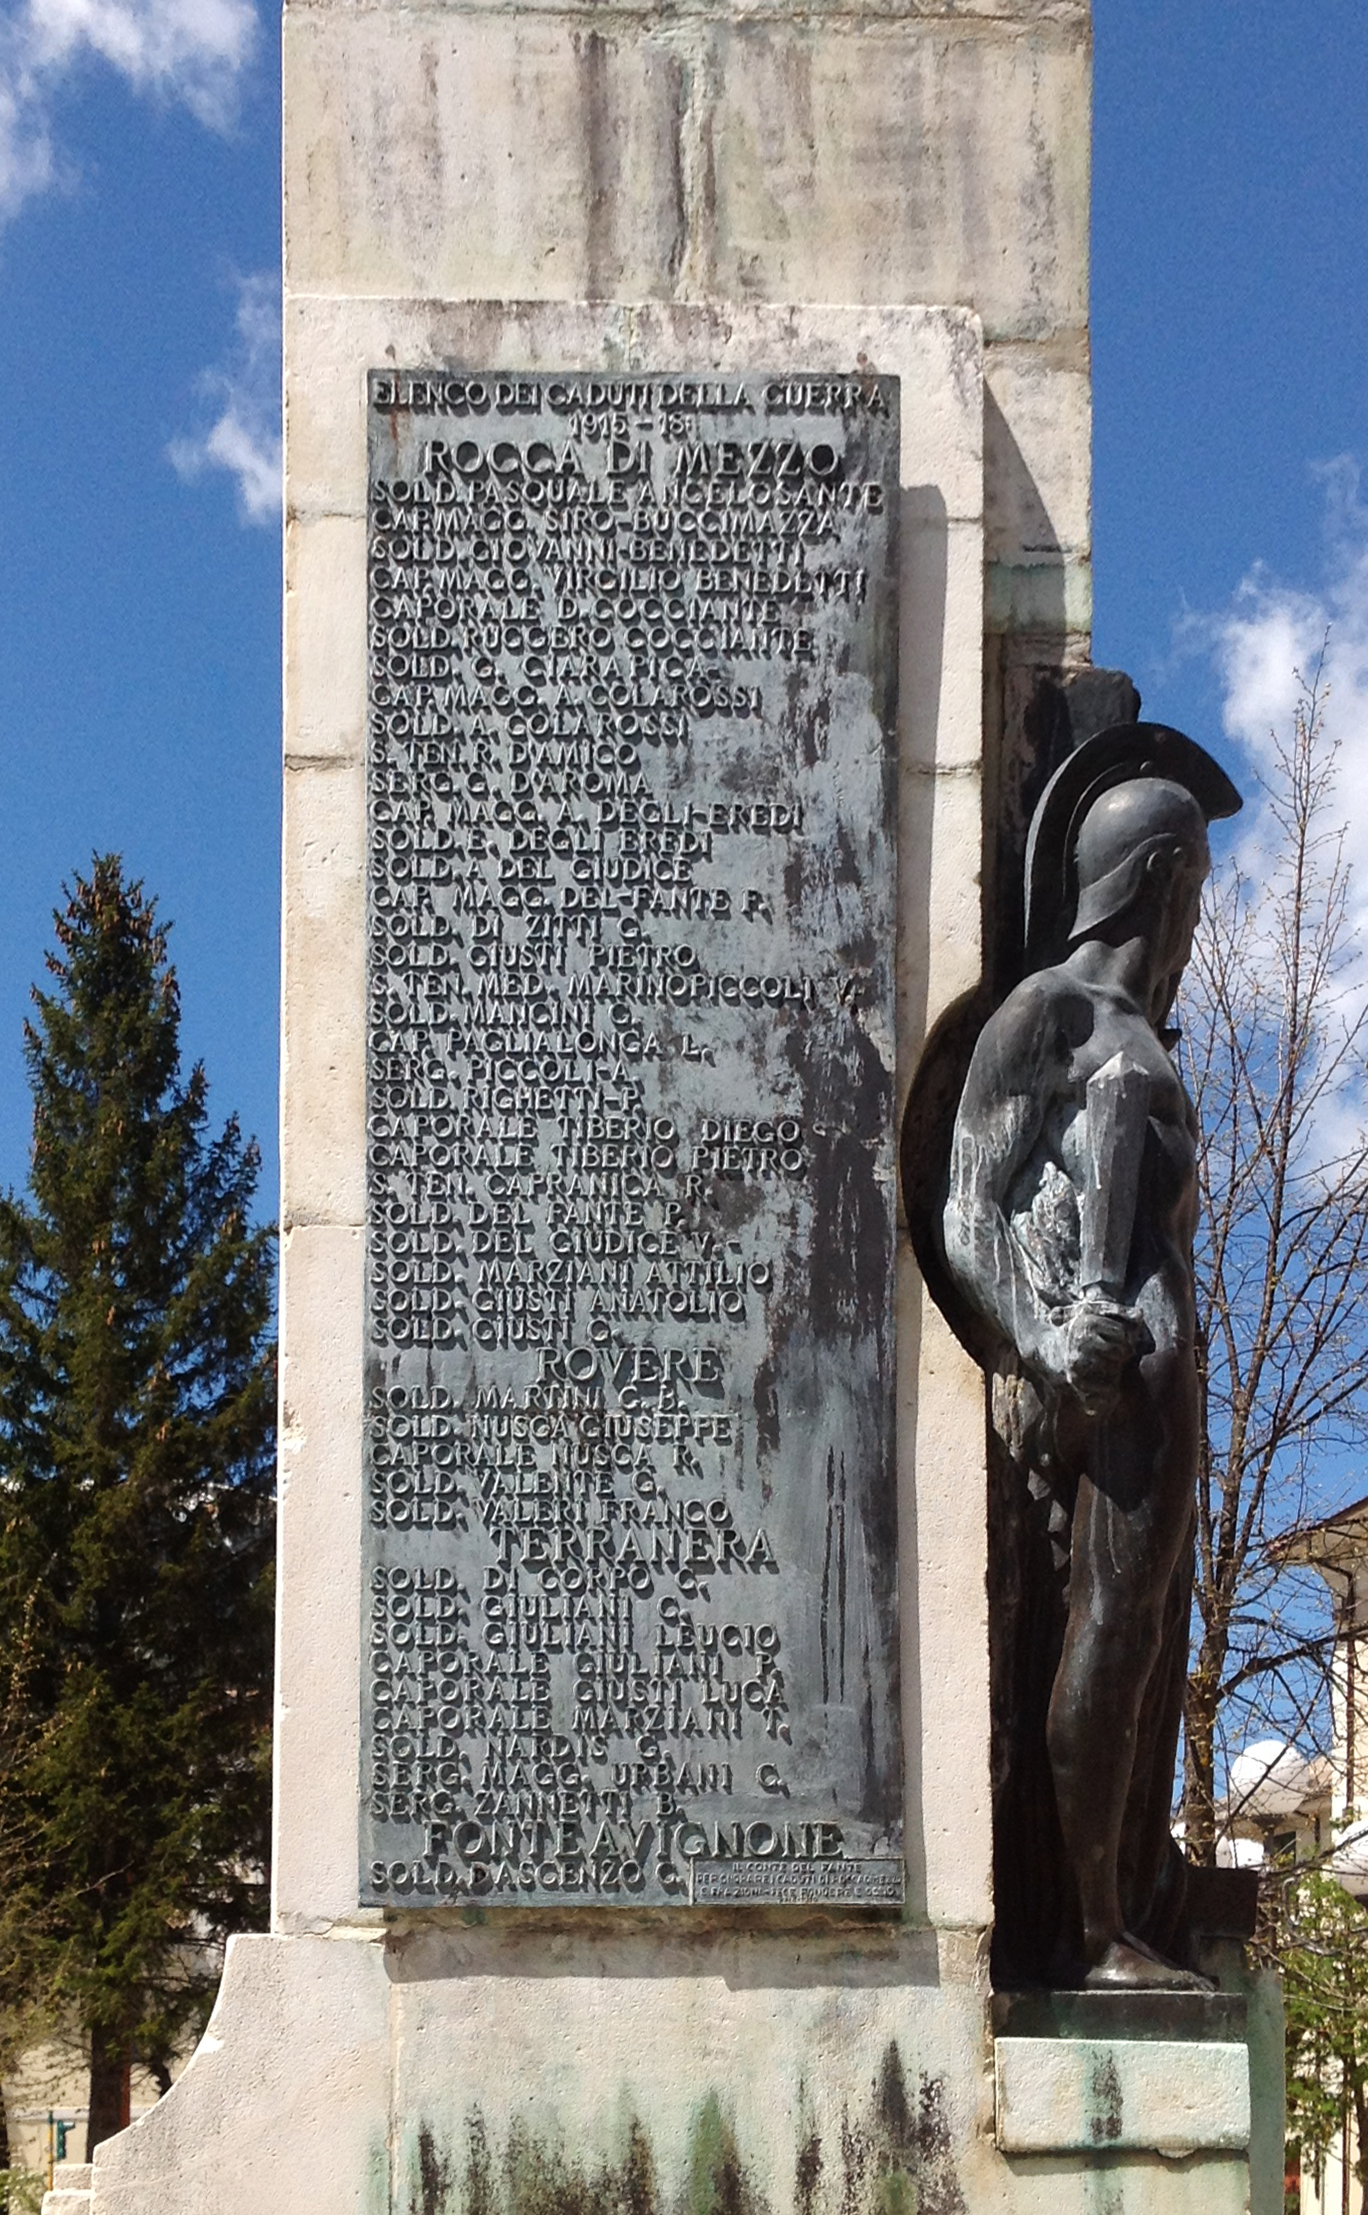 ELENCO DEI CADUTI DELLA GUERRA
1915-18
ROCCA DI MEZZO
SOLD. PASQUALE ANGELOSANTE
CAP.MAGG. SIRO BUCCIMAZZA
SOLD. GIOVANNI BENEDETTI
CAP.MAGG. VIRGILIO BENEDETTI
CAPORALE D. COCCIANTE
SOLD. RUGGERO COCCIANTE
SOLD. G. CIARAPICA
CAP.MAGG. A. COLAROSSI
SOLD. A. COLAROSSI
S. TEN. R. D'AMICO
SERG. G. D'AROMA
CAP. MAGG. A. DEGLI-EREDI
SOLD. E. DEGLI EREDI
SOLD. A DEL GIUDICE
CAP. MAGG. DEL-FANTE F.
SOLD. DI ZITTI G.
SOLD. GIUSTI PIETRO
S. TEN. MED. MARINOPICCOLI V.
SOLD. MANCINI G.
CAP. PAGLIALONGA L.
SERG. PICCOLI A.
SOLD. RIGHETTI P.
CAPORALE TIBERIO DIEGO
CAPORALE TIBERIO PIETRO
S. TEN. CAPRANICA R.
SOLD. DEL FANTE P.
SOLD. DEL GIUDICE V.
SOLD. MARZIANI ATTILIO
SOLD. GIUSTI ANATOLIO
SOLD. GIUSTI G.
ROVERE
SOLD. MARTINI G. B.
SOLD. NUSCA GIUSEPPE
CAPORALE NUSCA R.
SOLD. VALENTE G.
SOLD. VALERI FRANCO
TERRANERA
SOLD. DI CORPO G.
SOLD. GIULIANI G.
SOLD. GIULIANI LEUCIO
CAPORALE GIULIANI P.
CAPORALE GIUSTI LUCA
CAPORALE MARZIANI T.
SOLD. NARDIS G.
SERG. MAGG. URBANI G.
SERG. ZANNETTI B.
FONTEAVIGNONE
SOLD. D'ASCENZO G.
IL CONTE DEL FANTE
PER ONORARE I CADUTI DI